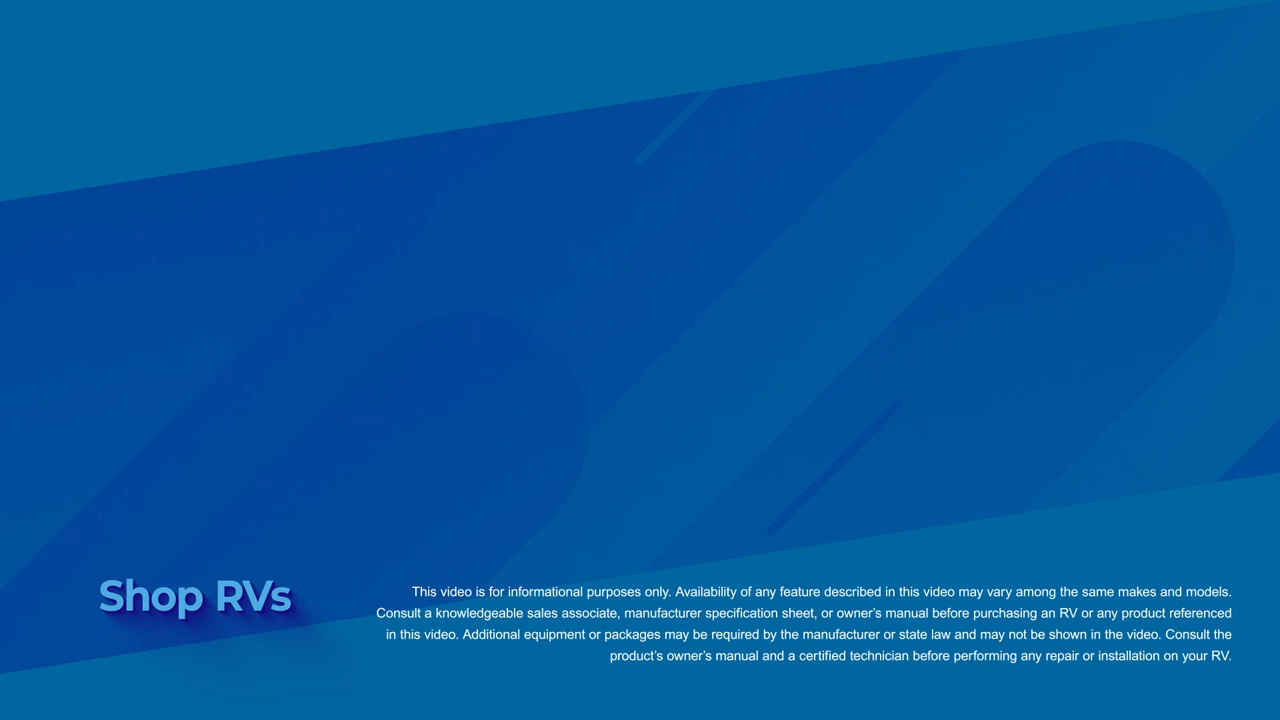 Shop RVs
This video is for informational purposes only. Availability of any feature described in this video may vary among the same makes and models.
Consult a knowledgeable sales associate, manufacturer specification sheet, or owner’s manual before purchasing an RV or any product referenced
in this video. Additional equipment or packages may be required by the manufacturer or state law and may not be shown in the video. Consult the
product’s owner’s manual and a certified technician before performing any repair or installation on your RV.